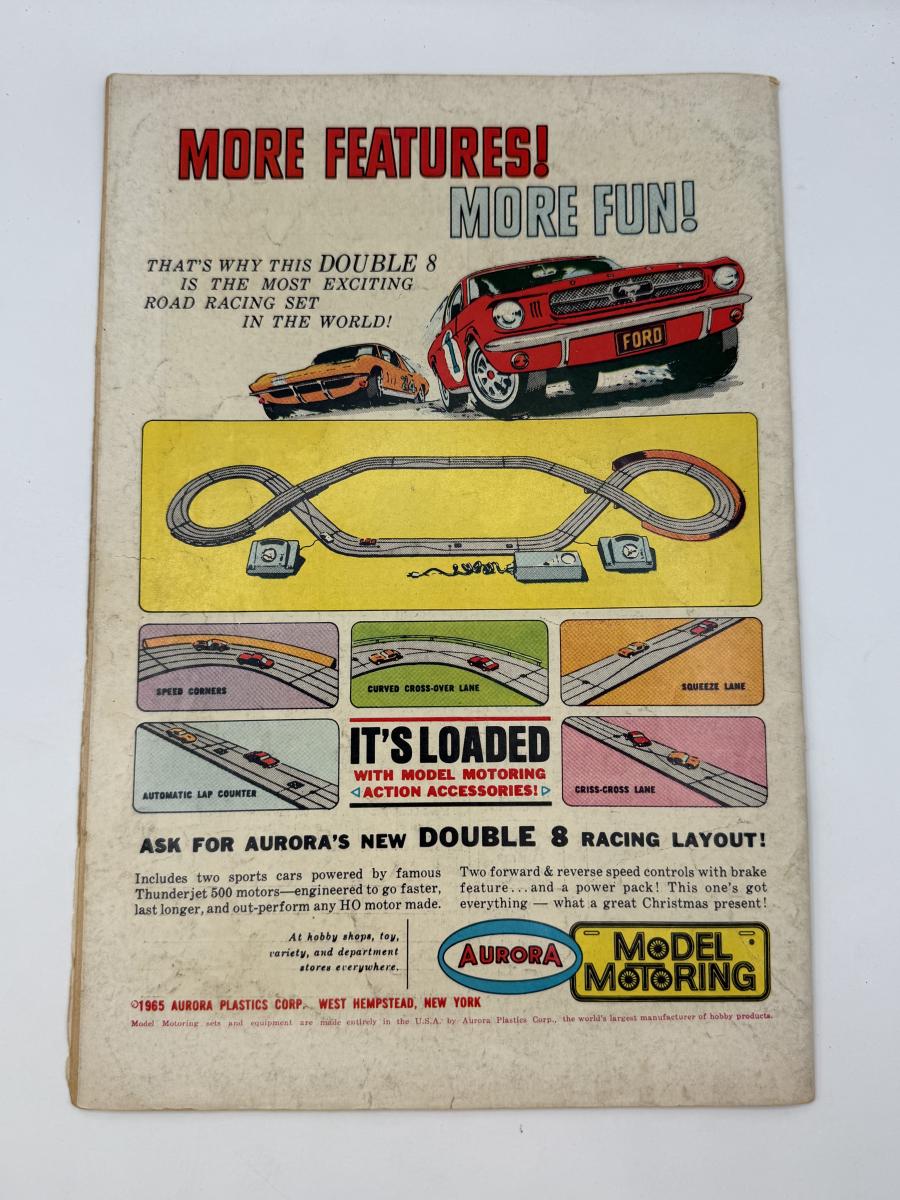 MORE FEATURES!
MORE FUN!
THAT'S WHY THIS DOUBLE 8
IS THE MOST EXCITING
ROAD RACING SET
IN THE WORLD!
1
FORD
SPEED CORNERS
CURVED CROSS-OVER LANE
SQUEEZE LANE
AUTOMATIC LAP COUNTER
IT'S LOADED
WITH MODEL MOTORING
ACTION ACCESSORIES!
CRISS-CROSS LANE
ASK FOR AURORA'S NEW DOUBLE 8 RACING LAYOUT!
Includes two sports cars powered by famous
Thunderjet 500 motors—engineered to go faster,
last longer, and out-perform any HO motor made.
Two forward & reverse speed controls with brake
feature...and a power pack! This one's got
everything — what a great Christmas present!
At hobby shops, toy,
variety, and department
stores everywhere.
AURORA
MODEL
MOTORING
©1965 AURORA PLASTICS CORP. WEST HEMPSTEAD, NEW YORK
Model Motoring sets and equipment are made entirely in the U.S.A. by Aurora Plastics Corp., the world's largest manufacturer of hobby products.